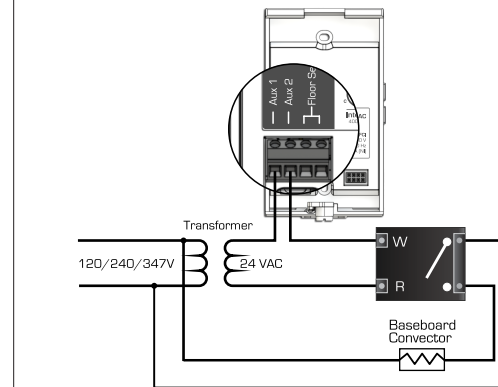 Aux 1
Aux 2
Floor Se
Transformer
120/240/347V
24 VAC
W
R
Baseboard
Convector